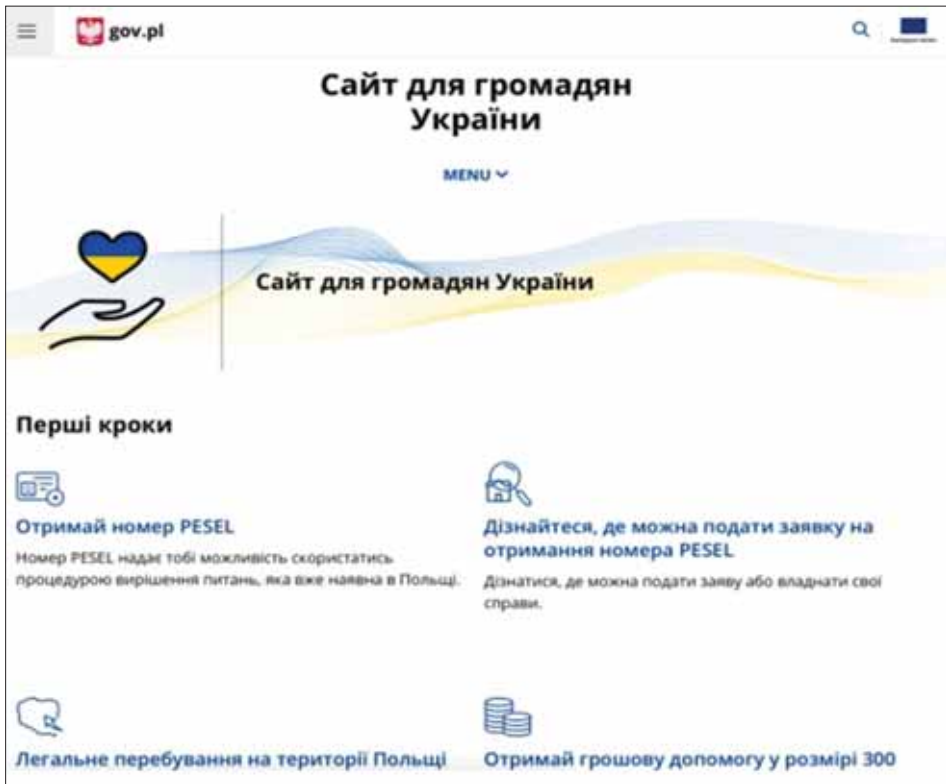 gov.pl
Сайт для громадян
України
MENU
Сайт для громадян України
Перші кроки
Отримай номер PESEL
Номер PESEL надає тобі можливість скористатись
процедурою вирішення питань, яка вже наявна в Польщі.
Дізнайтеся, де можна подати заявку на
отримання номера PESEL
Дізнатися, де можна подати заяву або владнати свої
справи.
Легальне перебування на території Польщі
Отримай грошову допомогу у розмірі 300